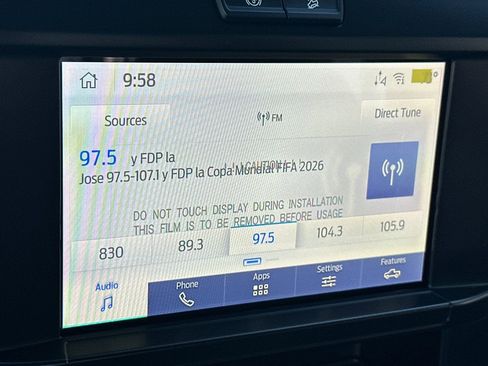 9:58
Sources
FM
Direct Tune
97.5 y FDP la
Jose 97.5-107.1 y FDP la Copa Mundial FIFA 2026
! CAUTION !
DO NOT TOUCH DISPLAY DURING INSTALLATION
THIS FILM IS TO BE REMOVED BEFORE USAGE
830 89.3 97.5 104.3 105.9
Audio Phone Apps Settings Features